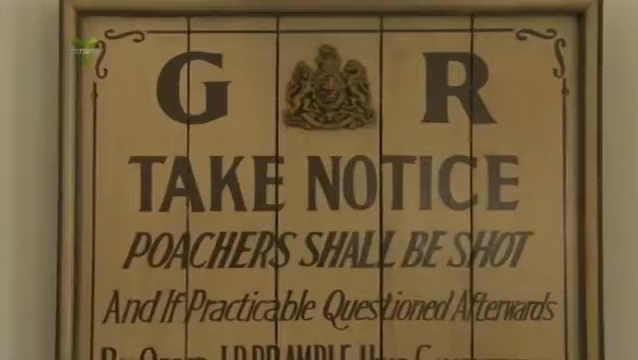 G R
TAKE NOTICE
POACHERS SHALL BE SHOT
And If Practicable Questioned Afterwards